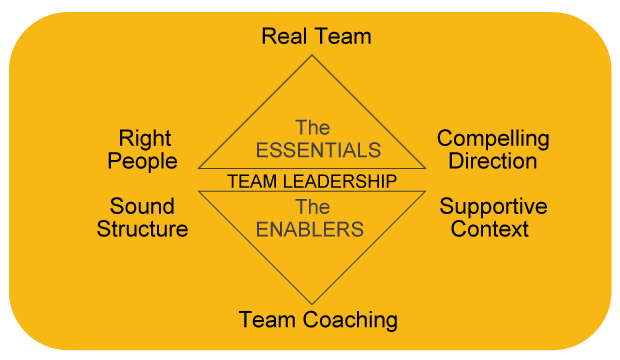 Real Team
The
ESSENTIALS
Right
People
Compelling
Direction
TEAM LEADERSHIP
Sound
Structure
The
ENABLERS
Supportive
Context
Team Coaching